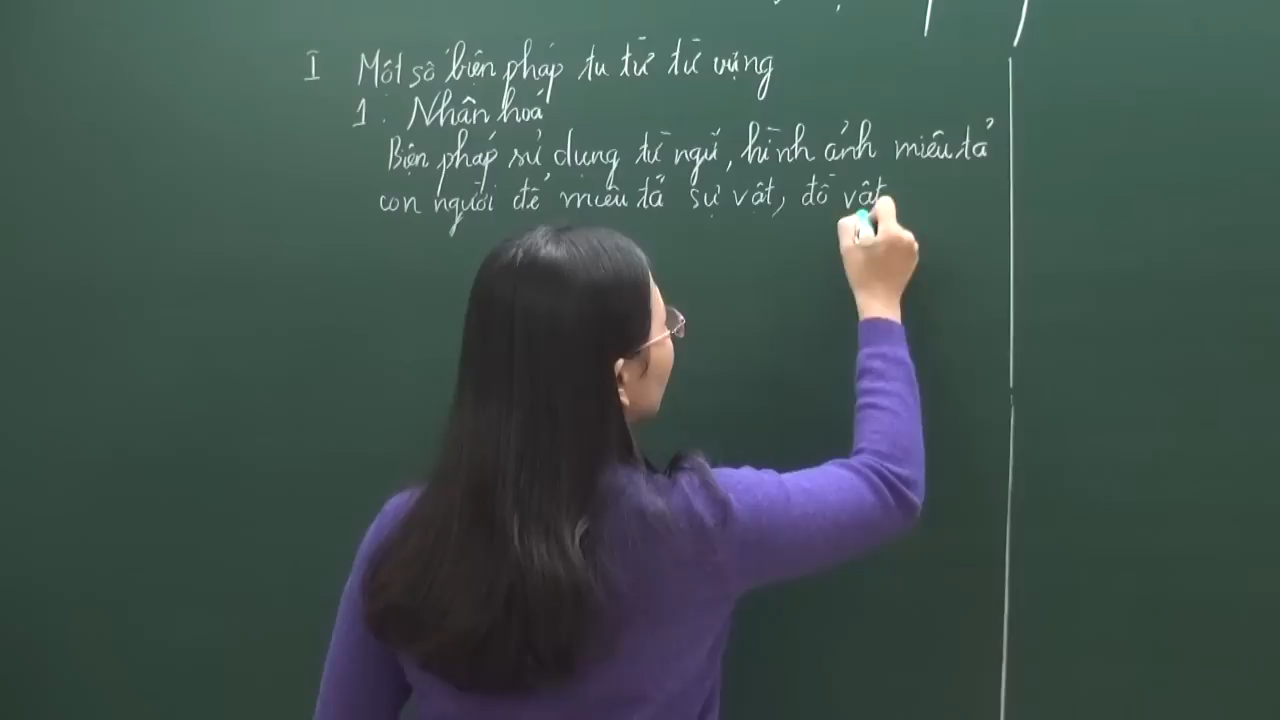 I Một số biện pháp tu từ từ vựng
1. Nhân hoá
Biện pháp sử dụng từ ngữ, hình ảnh miêu tả
con người để miêu tả sự vật, đồ vật